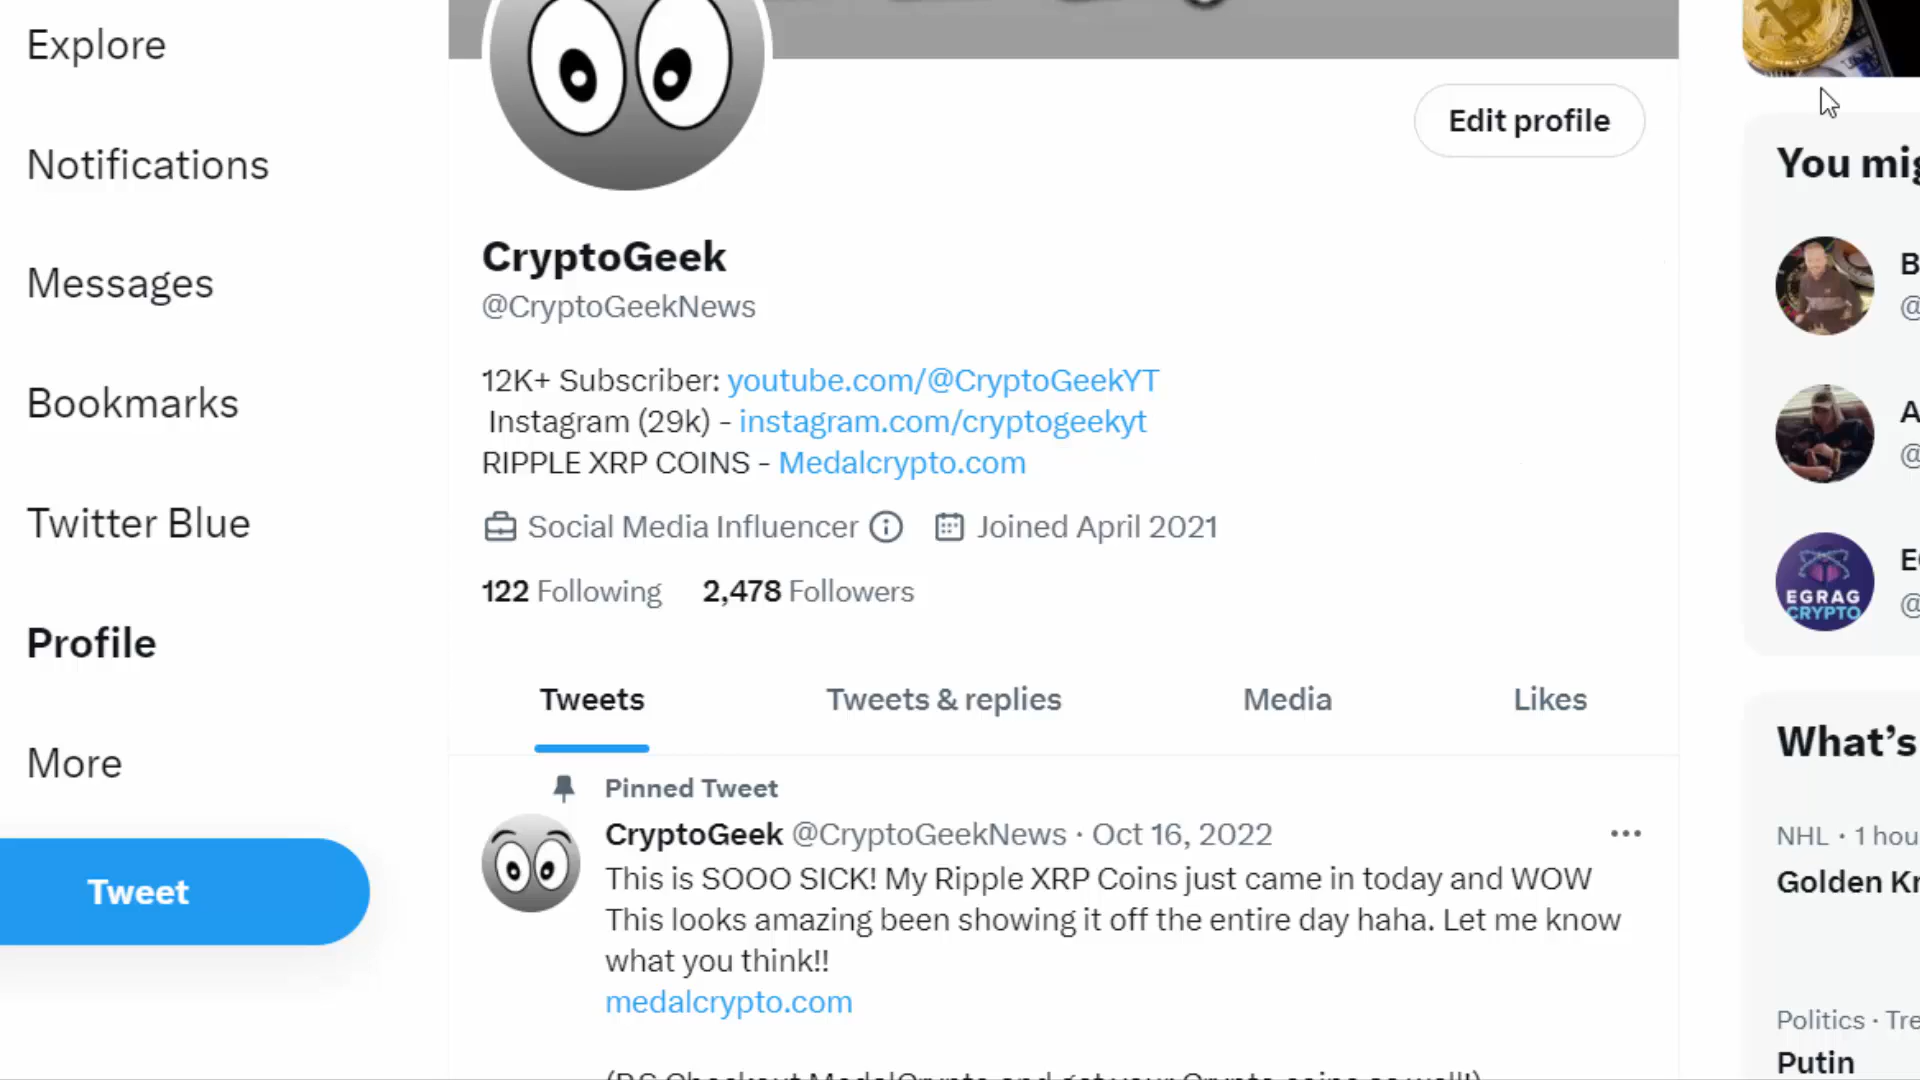 Explore
Notifications
Messages
Bookmarks
Twitter Blue
Profile
More
Tweet
Edit profile
CryptoGeek
@CryptoGeekNews
12K+ Subscriber: youtube.com/@CryptoGeekYT
Instagram (29k) - instagram.com/cryptogeekyt
RIPPLE XRP COINS - Medalcrypto.com
Social Media Influencer Joined April 2021
122 Following 2,478 Followers
Tweets Tweets & replies Media Likes
Pinned Tweet
CryptoGeek @CryptoGeekNews · Oct 16, 2022
This is SOOO SICK! My Ripple XRP Coins just came in today and WOW
This looks amazing been showing it off the entire day haha. Let me know
what you think!!
medalcrypto.com
You
B
@
A
@
EGRAG
CRYPTO
E
@
What's
NHL · 1
Golden
Politics ·
Putin